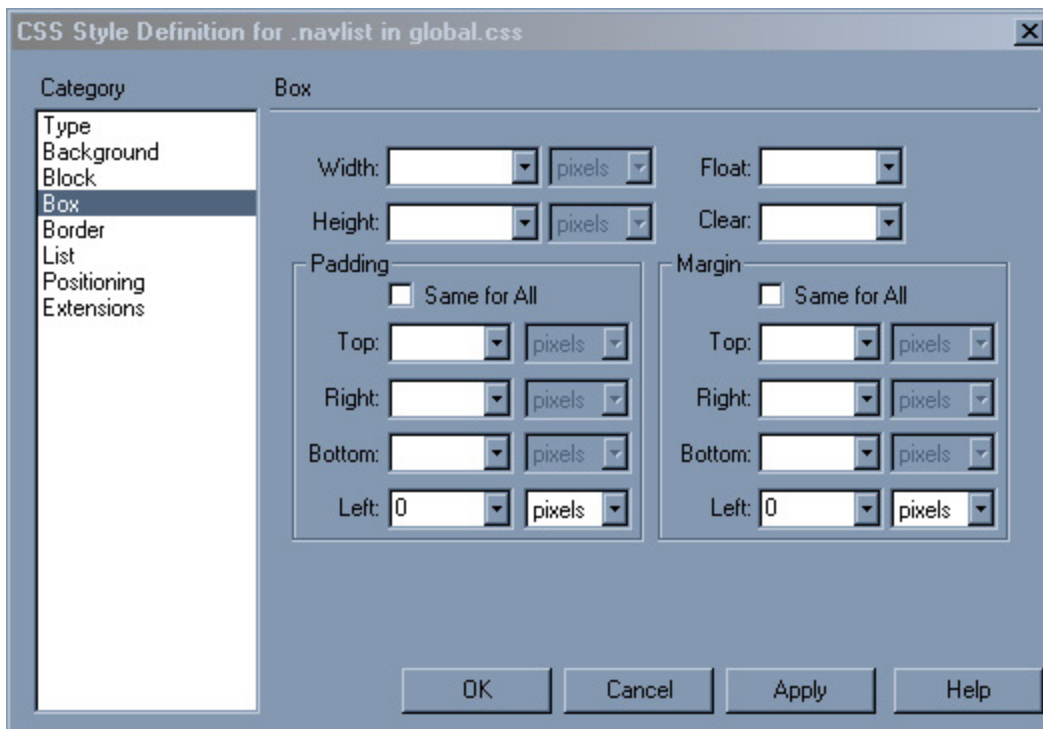 CSS Style Definition for .navlist in global.css
Category
Type
Background
Block
Box
Border
List
Positioning
Extensions
Box
Width: pixels Float:
Height: pixels Clear:
Padding
Same for All
Top: pixels
Right: pixels
Bottom: pixels
Left: 0 pixels
Margin
Same for All
Top: pixels
Right: pixels
Bottom: pixels
Left: 0 pixels
OK Cancel Apply Help